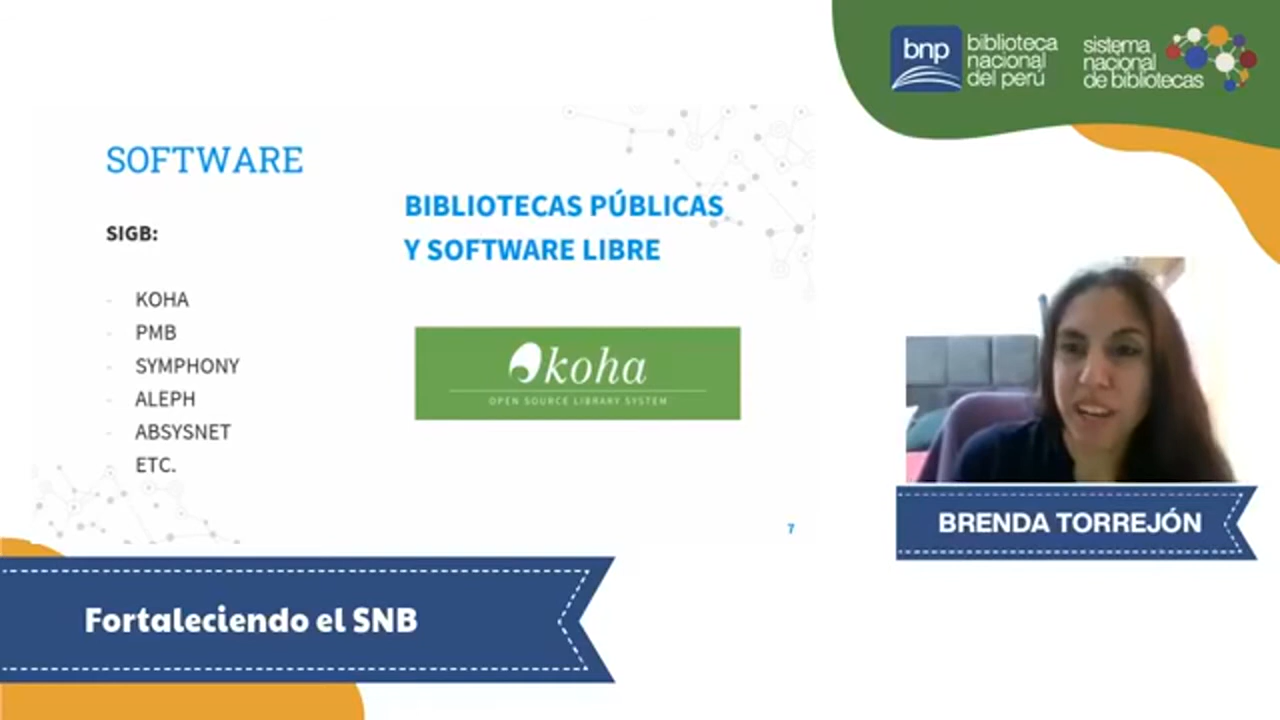 bnp
biblioteca
nacional
del perú
sistema
nacional
de bibliotecas
SOFTWARE
SIGB:
- KOHA
- PMB
- SYMPHONY
- ALEPH
- ABSYSNET
- ETC.
BIBLIOTECAS PÚBLICAS
Y SOFTWARE LIBRE
koha
OPEN SOURCE LIBRARY SYSTEM
7
BRENDA TORREJÓN
Fortaleciendo el SNB